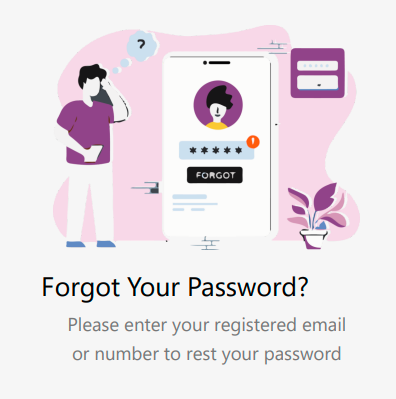 ?
*****
!
FORGOT
Forgot Your Password?
Please enter your registered email
or number to rest your password